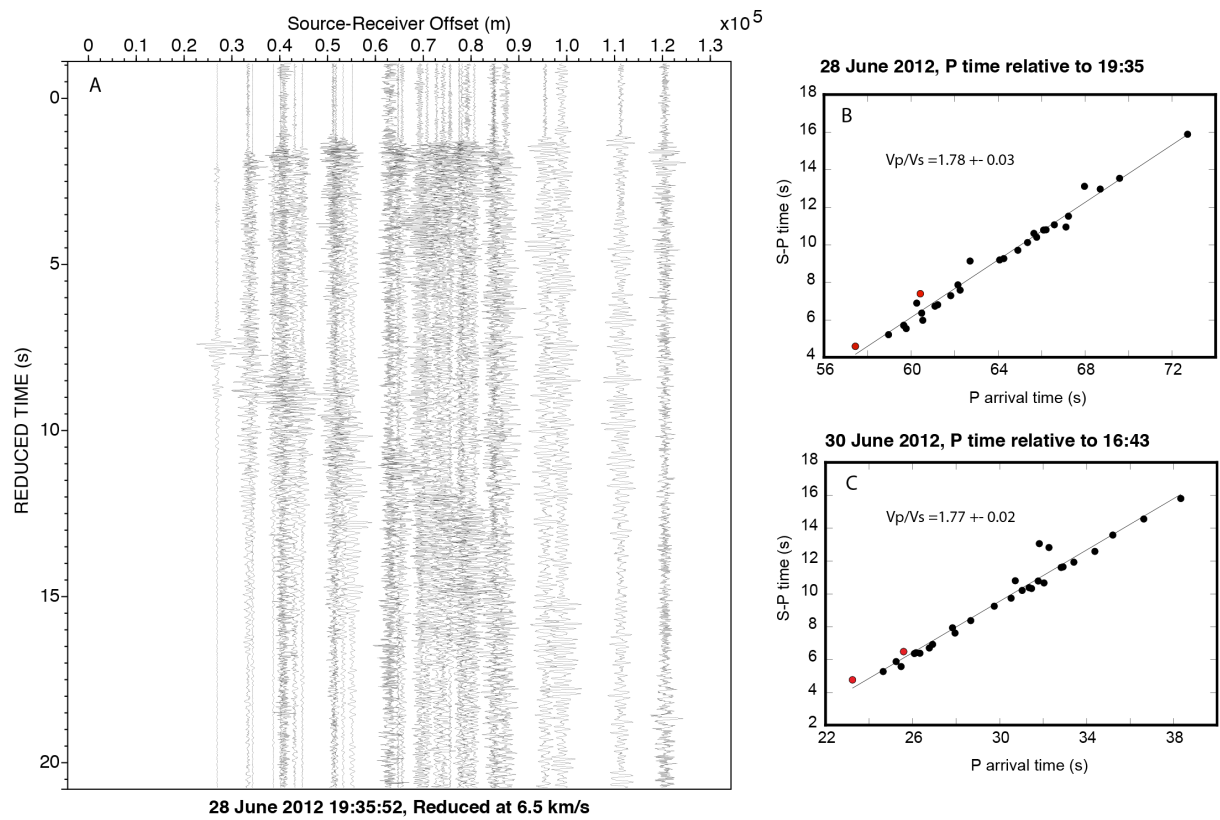 Source-Receiver Offset (m)
x10 5
0 0.1 0.2 0.3 0.4 0.5 0.6 0.7 0.8 0.9 1.0 1.1 1.2 1.3
A
0
5
10
15
20
REDUCED TIME (s)
28 June 2012 19:35:52, Reduced at 6.5 km/s
28 June 2012, P time relative to 19:35
B
Vp/Vs =1.78 +- 0.03
18
16
14
12
10
8
6
4
S-P time (s)
56 60 64 68 72
P arrival time (s)
30 June 2012, P time relative to 16:43
C
Vp/Vs =1.77 +- 0.02
18
16
14
12
10
8
6
4
2
S-P time (s)
22 26 30 34 38
P arrival time (s)